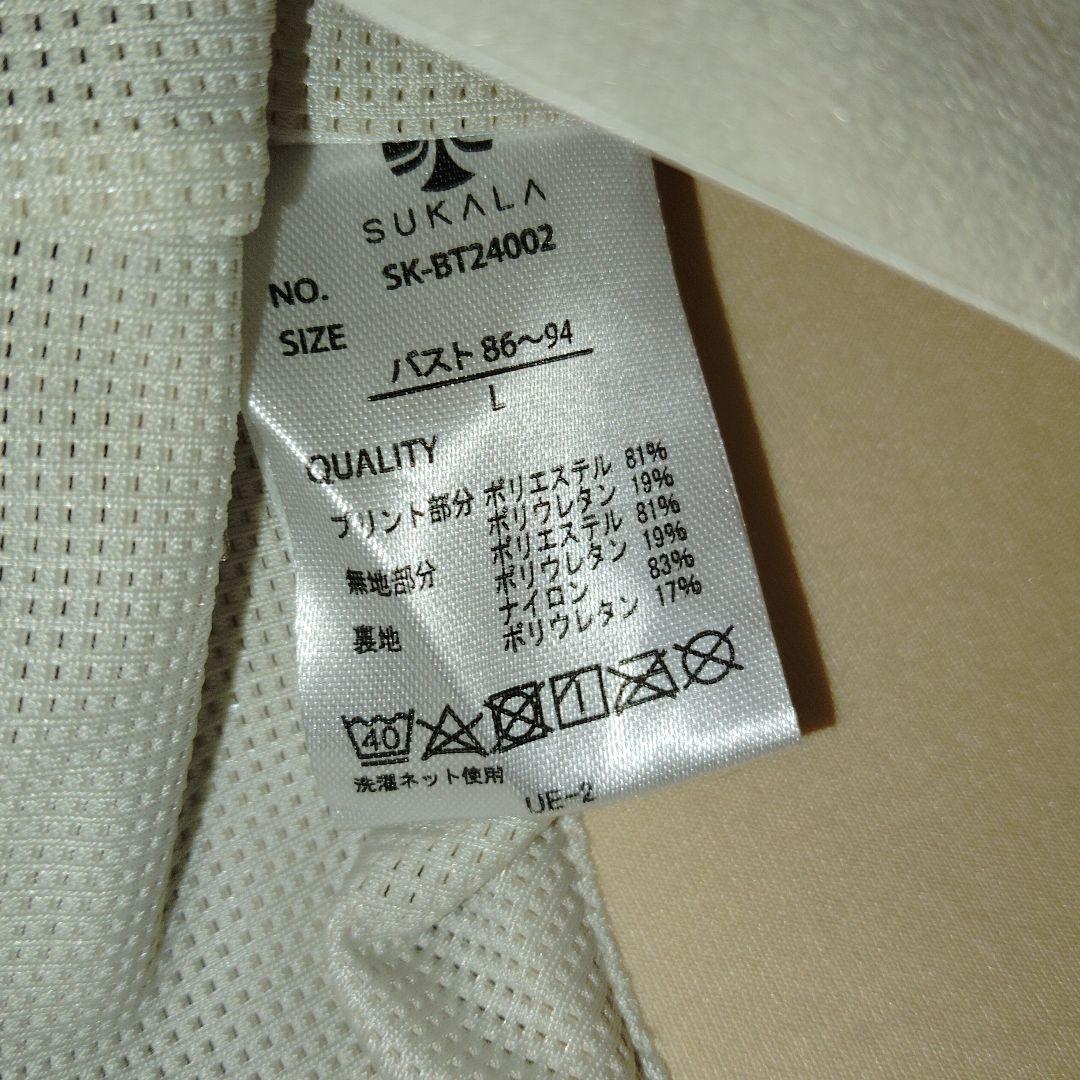 SUKALA
NO. SK-BT24002
SIZE バスト 86～94
L
QUALITY
プリント部分 ポリエステル 81%
ポリウレタン 19%
無地部分 ポリエステル 81%
ポリウレタン 19%
裏地 ナイロン 83%
ポリウレタン 17%
40
洗濯ネット使用
UE-2